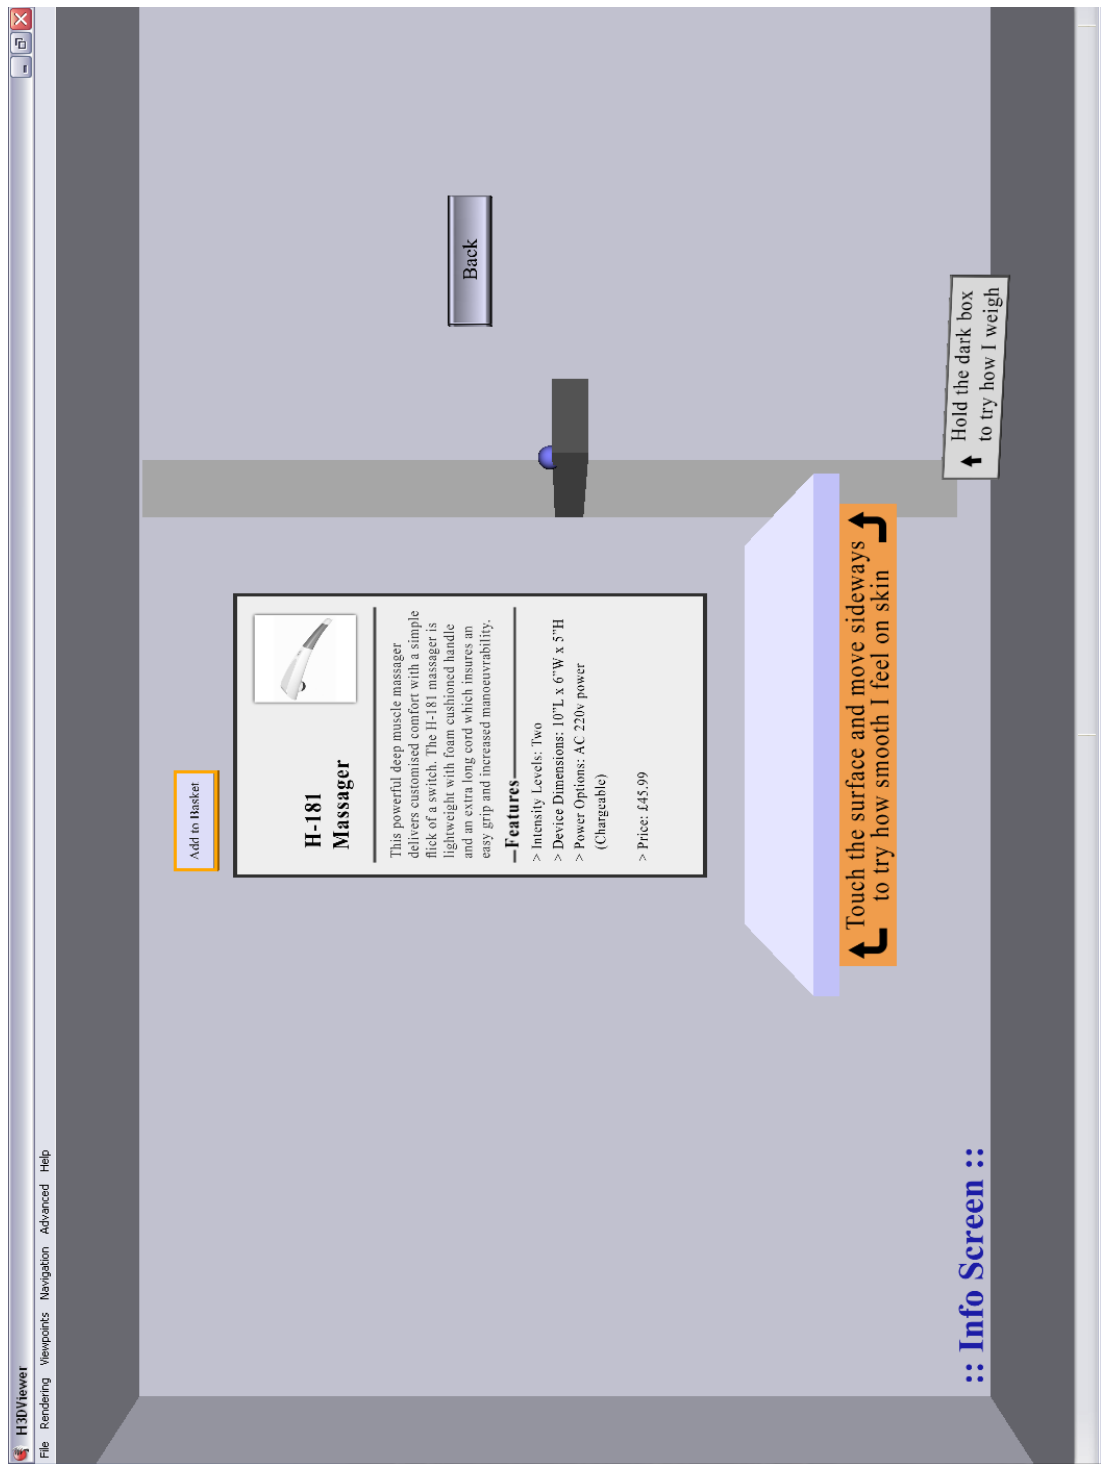 H3DViewer
File Rendering Viewpoints Navigation Advanced Help
Add to Basket
H-181
Massager
This powerful deep muscle massager
delivers customised comfort with a simple
flick of a switch. The H-181 massager is
lightweight with foam cushioned handle
and an extra long cord which insures an
easy grip and increased manoeuvrability.
Features
> Intensity Levels: Two
> Device Dimensions: 10"L x 6"W x 5"H
> Power Options: AC 220v power
(Chargeable)
> Price: £45.99
Back
Touch the surface and move sideways
to try how smooth I feel on skin
Hold the dark box
to try how I weigh
:: Info Screen ::